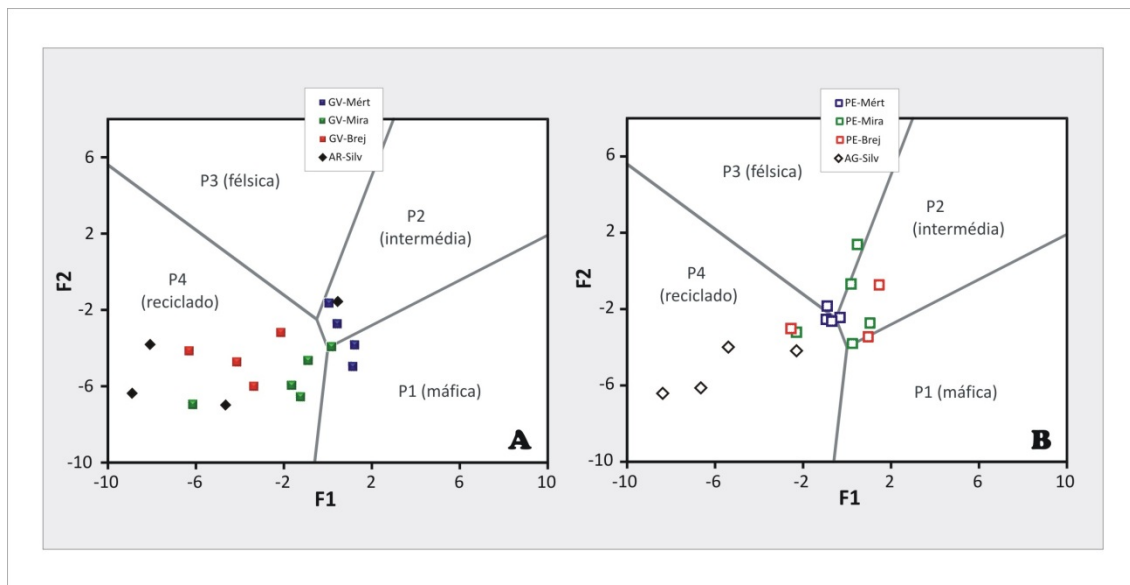 GV-Mért
GV-Mira
GV-Brej
AR-Silv
6
2
-2
-6
-10
F2
P3 (félsica)
P2
(intermédia)
P4
(reciclado)
P1 (máfica)
A
-10
-6
-2
2
6
10
F1
PE-Mért
PE-Mira
PE-Brej
AG-Silv
6
2
-2
-6
-10
F2
P3 (félsica)
P2
(intermédia)
P4
(reciclado)
P1 (máfica)
B
-10
-6
-2
2
6
10
F1